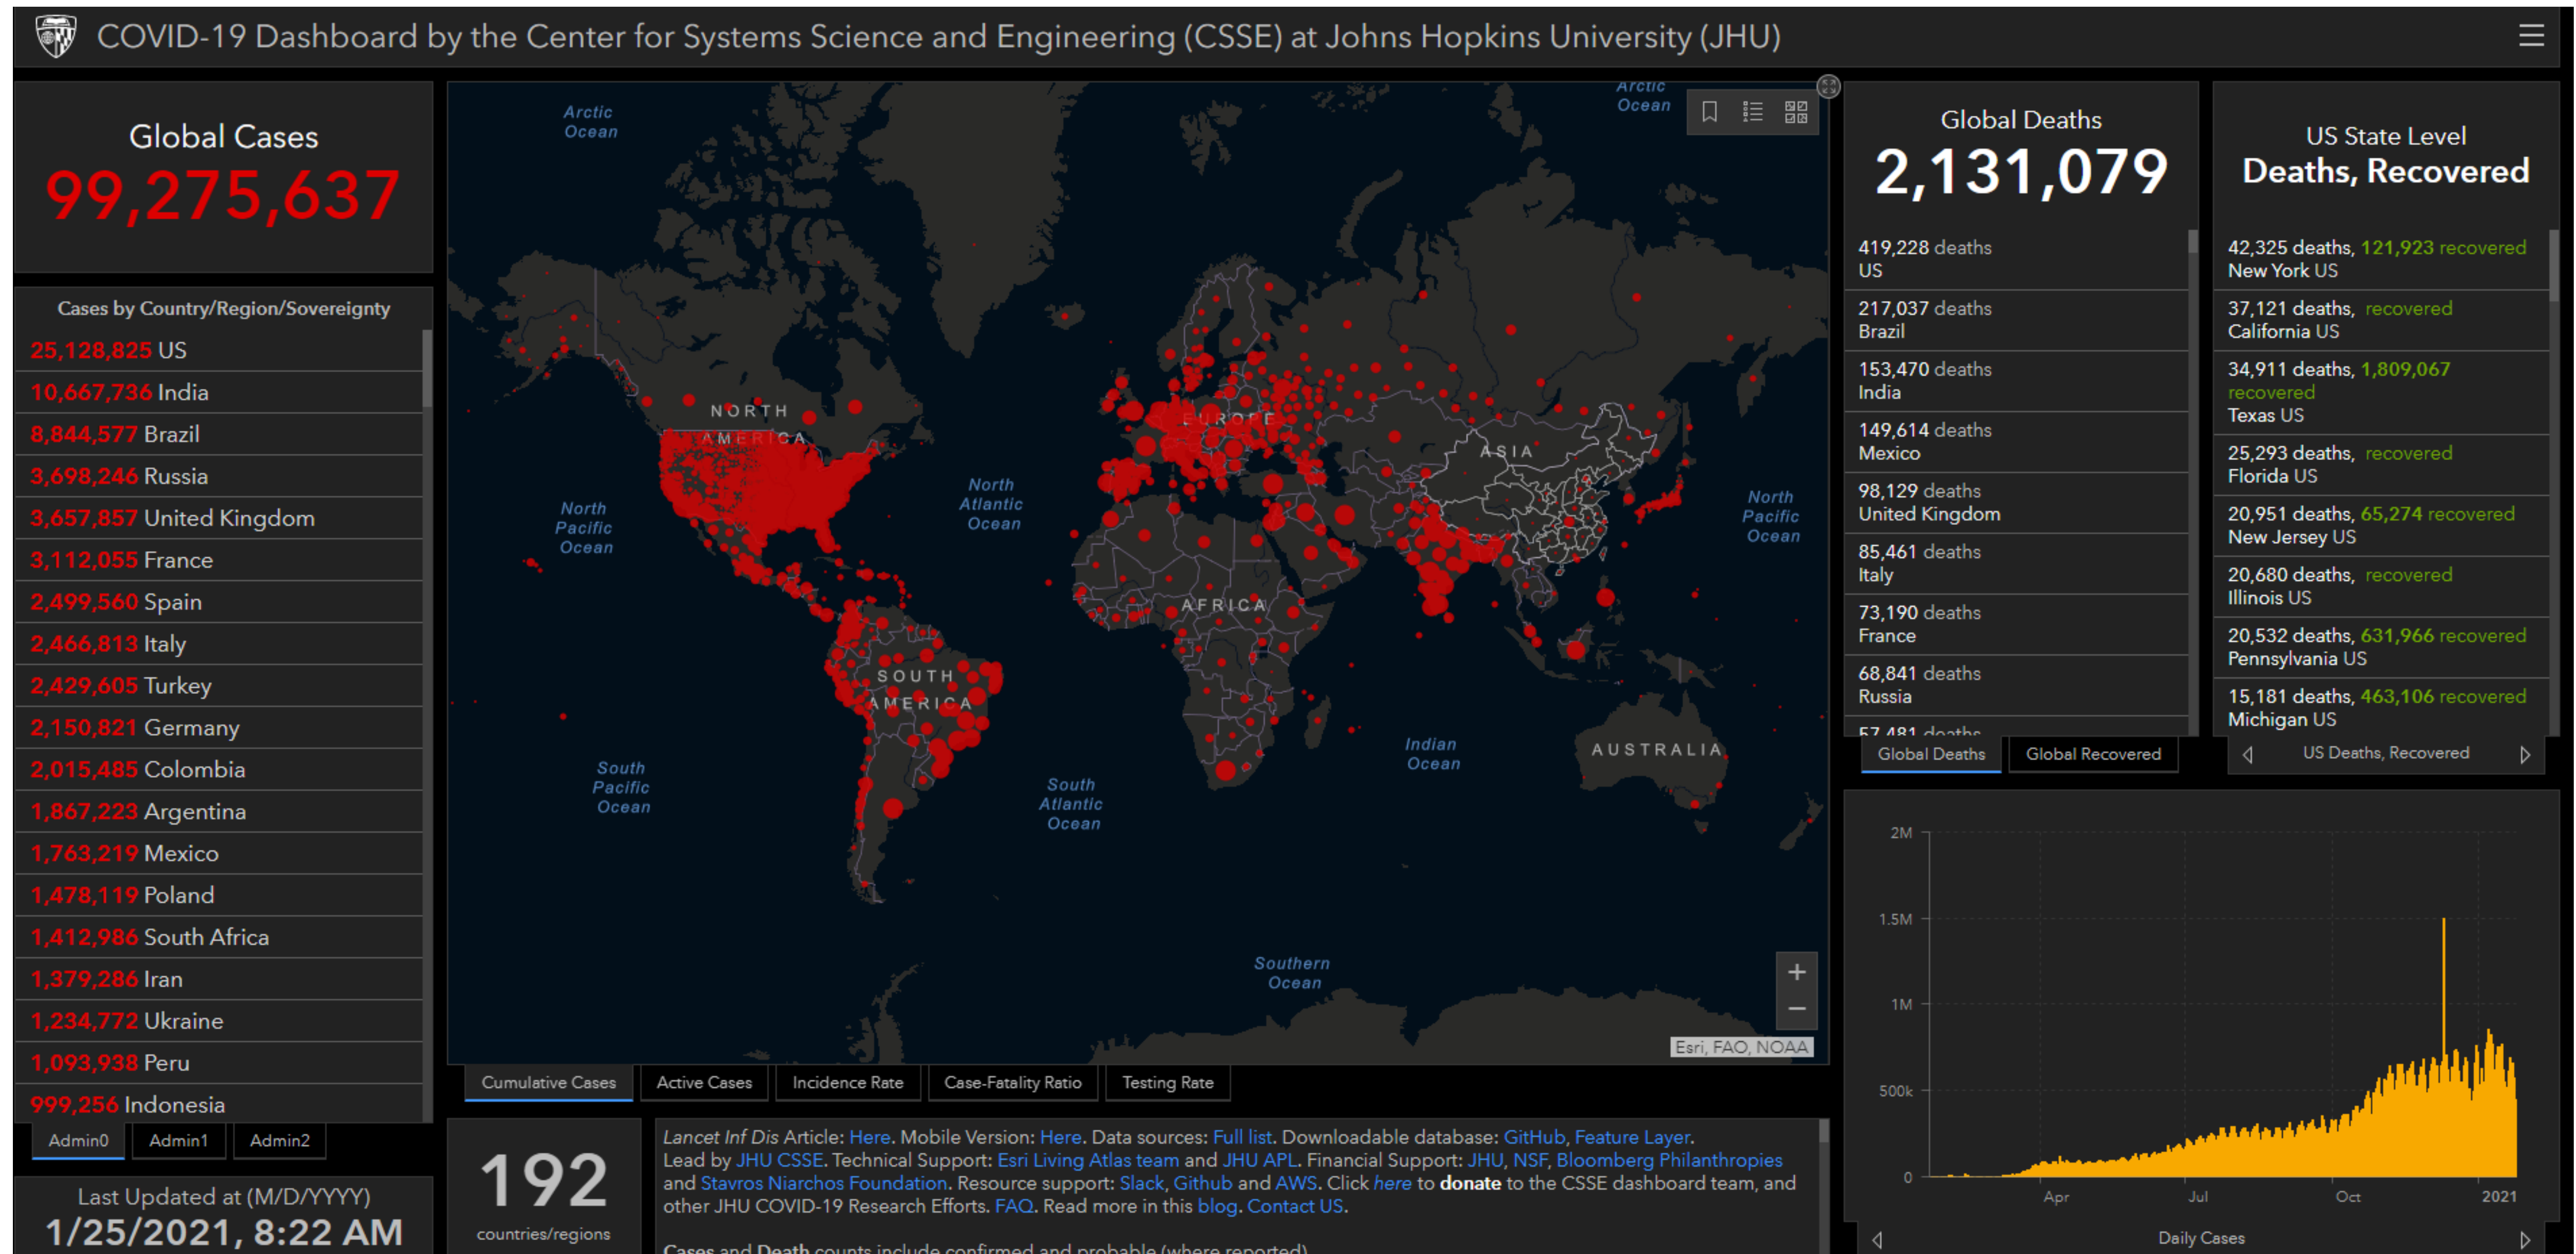 COVID-19 Dashboard by the Center for Systems Science and Engineering (CSSE) at Johns Hopkins University (JHU)
Global Cases
99,275,637
Cases by Country/Region/Sovereignty
25,128,825 US
10,667,736 India
8,844,577 Brazil
3,698,246 Russia
3,657,857 United Kingdom
3,112,055 France
2,499,560 Spain
2,466,813 Italy
2,429,605 Turkey
2,150,821 Germany
2,015,485 Colombia
1,867,223 Argentina
1,763,219 Mexico
1,478,119 Poland
1,412,986 South Africa
1,379,286 Iran
1,234,772 Ukraine
1,093,938 Peru
999,256 Indonesia
Admin0 Admin1 Admin2
Last Updated at (M/D/YYYY)
1/25/2021, 8:22 AM
Arctic
Ocean
Arctic
Ocean
NORTH
AMERICA
EUROPE
ASIA
North
Pacific
Ocean
North
Atlantic
Ocean
North
Pacific
Ocean
AFRICA
SOUTH
AMERICA
South
Pacific
Ocean
South
Atlantic
Ocean
Indian
Ocean
AUSTRALIA
Southern
Ocean
+
−
Esri, FAO, NOAA
Cumulative Cases Active Cases Incidence Rate Case-Fatality Ratio Testing Rate
192
countries/regions
Lancet Inf Dis Article: Here. Mobile Version: Here. Data sources: Full list. Downloadable database: GitHub, Feature Layer.
Lead by JHU CSSE. Technical Support: Esri Living Atlas team and JHU APL. Financial Support: JHU, NSF, Bloomberg Philanthropies
and Stavros Niarchos Foundation. Resource support: Slack, Github and AWS. Click here to donate to the CSSE dashboard team, and
other JHU COVID-19 Research Efforts. FAQ. Read more in this blog. Contact US.
Cases and Death counts include confirmed and probable (where reported)
Global Deaths
2,131,079
419,228 deaths
US
217,037 deaths
Brazil
153,470 deaths
India
149,614 deaths
Mexico
98,129 deaths
United Kingdom
85,461 deaths
Italy
73,190 deaths
France
68,841 deaths
Russia
57,481 deaths
Global Deaths Global Recovered
US State Level
Deaths, Recovered
42,325 deaths, 121,923 recovered
New York US
37,121 deaths, recovered
California US
34,911 deaths, 1,809,067
recovered
Texas US
25,293 deaths, recovered
Florida US
20,951 deaths, 65,274 recovered
New Jersey US
20,680 deaths, recovered
Illinois US
20,532 deaths, 631,966 recovered
Pennsylvania US
15,181 deaths, 463,106 recovered
Michigan US
US Deaths, Recovered
2M
1.5M
1M
500k
0
Apr Jul Oct 2021
Daily Cases